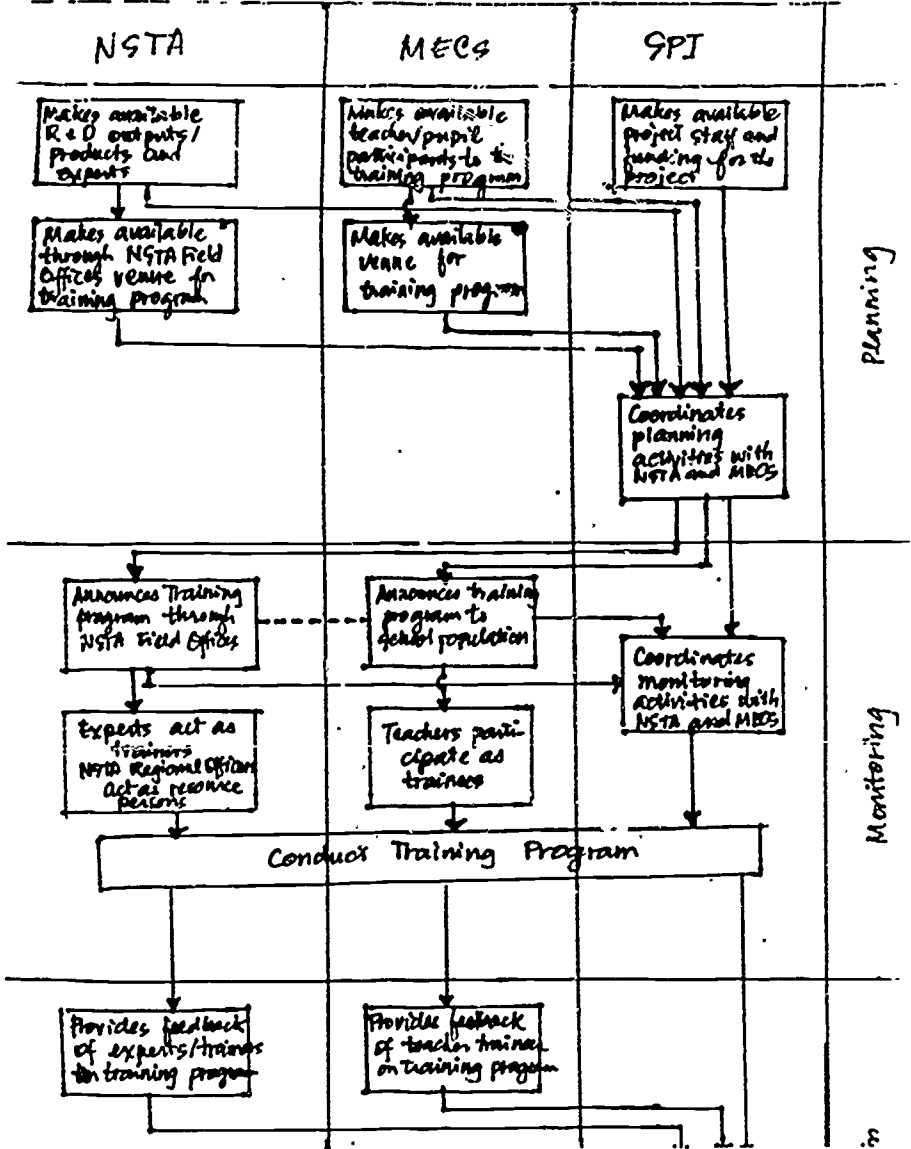 NSTA
MECS
SPI
Makes available
R & D outputs/
products and
experts
Makes available
teacher/pupil
participants to the
training program
Makes available
project staff and
funding for the
project
Makes available
through NSTA Field
Offices venue for
training program
Makes available
venue for
training program
Planning
Coordinates
planning
activities with
NSTA and MECS
Announces Training
program through
NSTA Field Offices
Announces training
program to
school population
Coordinates
monitoring
activities with
NSTA and MECS
Experts act as
trainers
NSTA Regional Officers
act as resource
persons
Teachers parti-
cipate as
trainees
Monitoring
Conduct Training Program
Provides feedback
of experts/trainers
on training program
Provides feedback
of teacher trainees
on training program